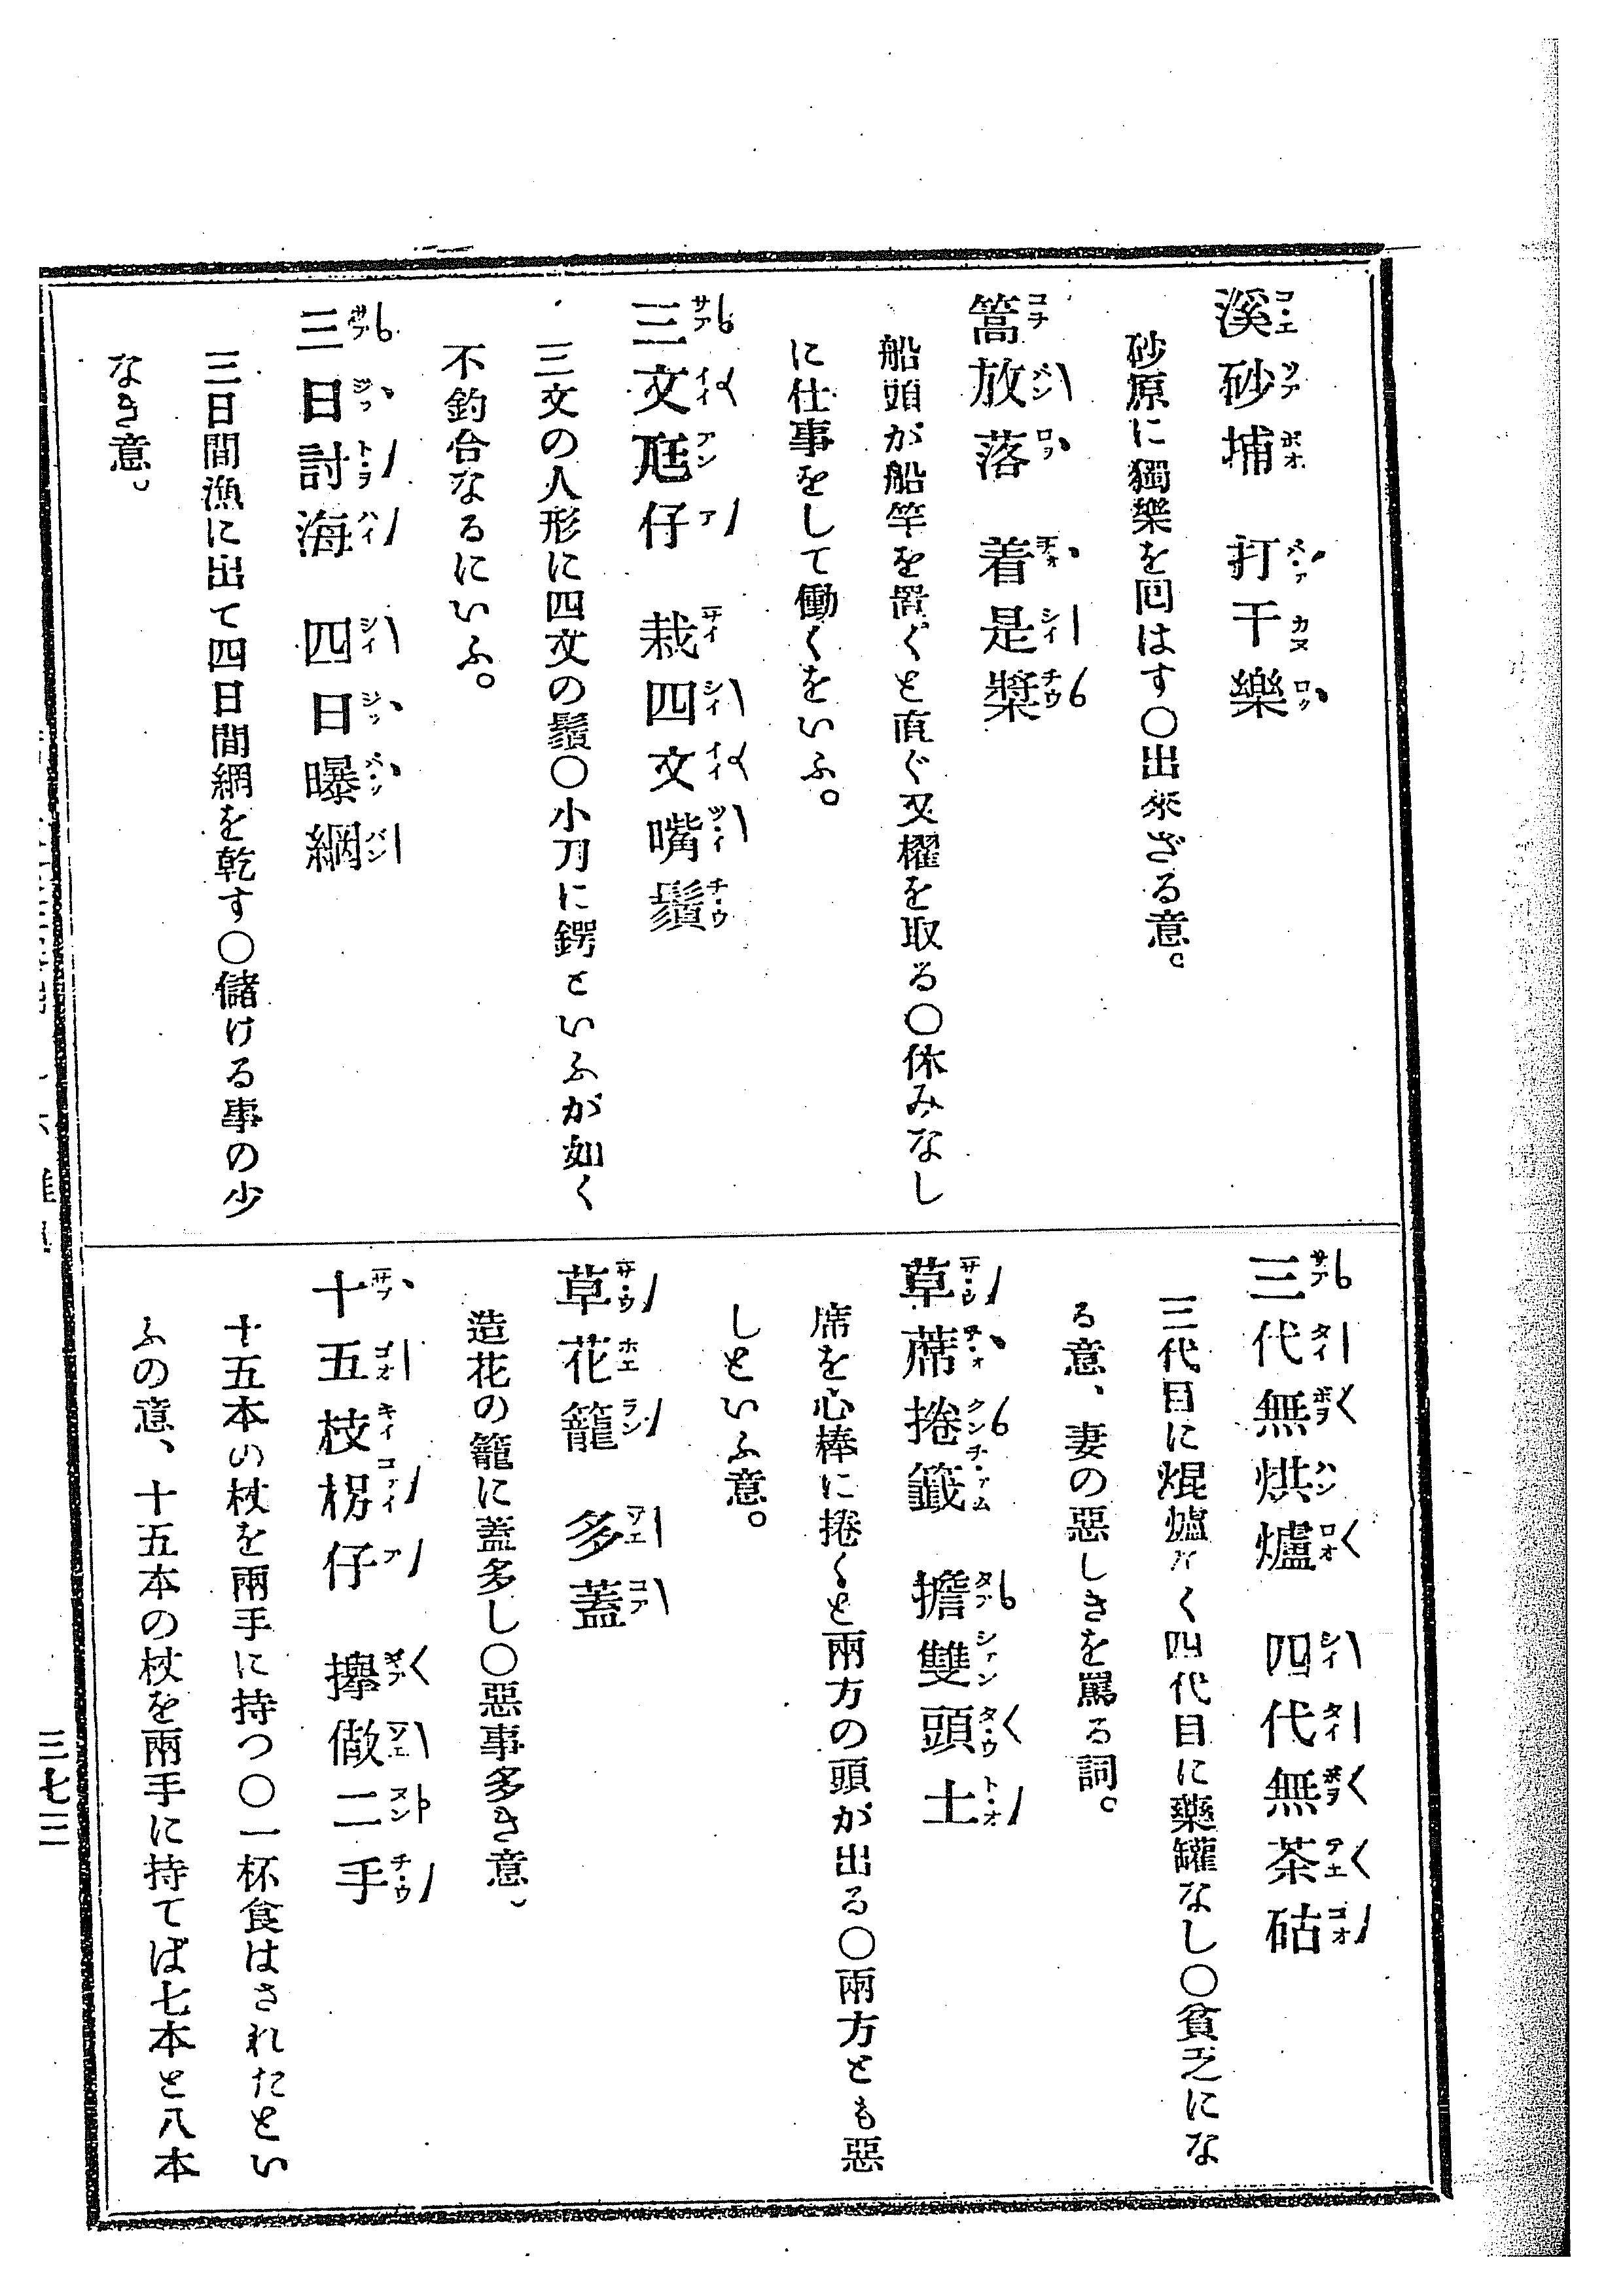 溪砂埔 打干樂
砂原に獨樂を囘はす〇出來ざる意。
篙放落 着是槳
船頭が船竿を置くと直ぐ又櫂を取る〇休みなし
に仕事をして働くをいふ。
三文尫仔 栽四文嘴鬚
三文の人形に四文の鬚〇小刀に鍔といふが如く
不釣合なるにいふ。
三日討海 四日曝網
三日間漁に出て四日間網を乾す〇儲ける事の少
なき意。
三代無烘爐 四代無茶砧
三代目に焜爐なく四代目に藥罐なし〇貧乏にな
る意、妻の惡しきを罵る詞。
草蓆捲籤 擔雙頭土
席を心棒に捲くと兩方の頭が出る〇兩方とも惡
しといふ意。
草花籠 多蓋
造花の籠に蓋多し〇惡事多き意。
十五枝柺仔 攑做二手
十五本の杖を兩手に持つ〇一杯食はされたとい
ふの意、十五本の杖を兩手に持てば七本と八本
三七三